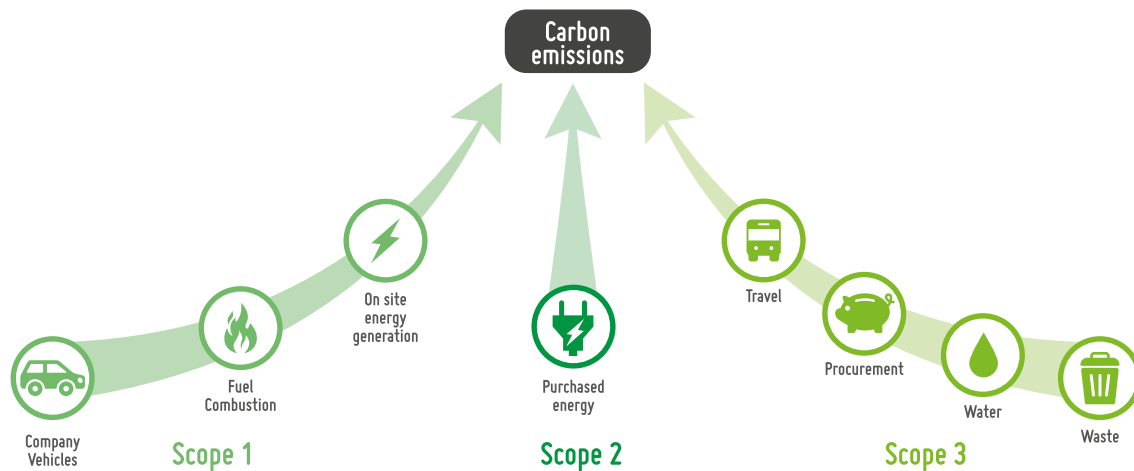 Carbon
emissions
On site
energy
generation
Travel
Fuel
Combustion
Purchased
energy
Procurement
Water
Company
Vehicles
Waste
Scope 1
Scope 2
Scope 3